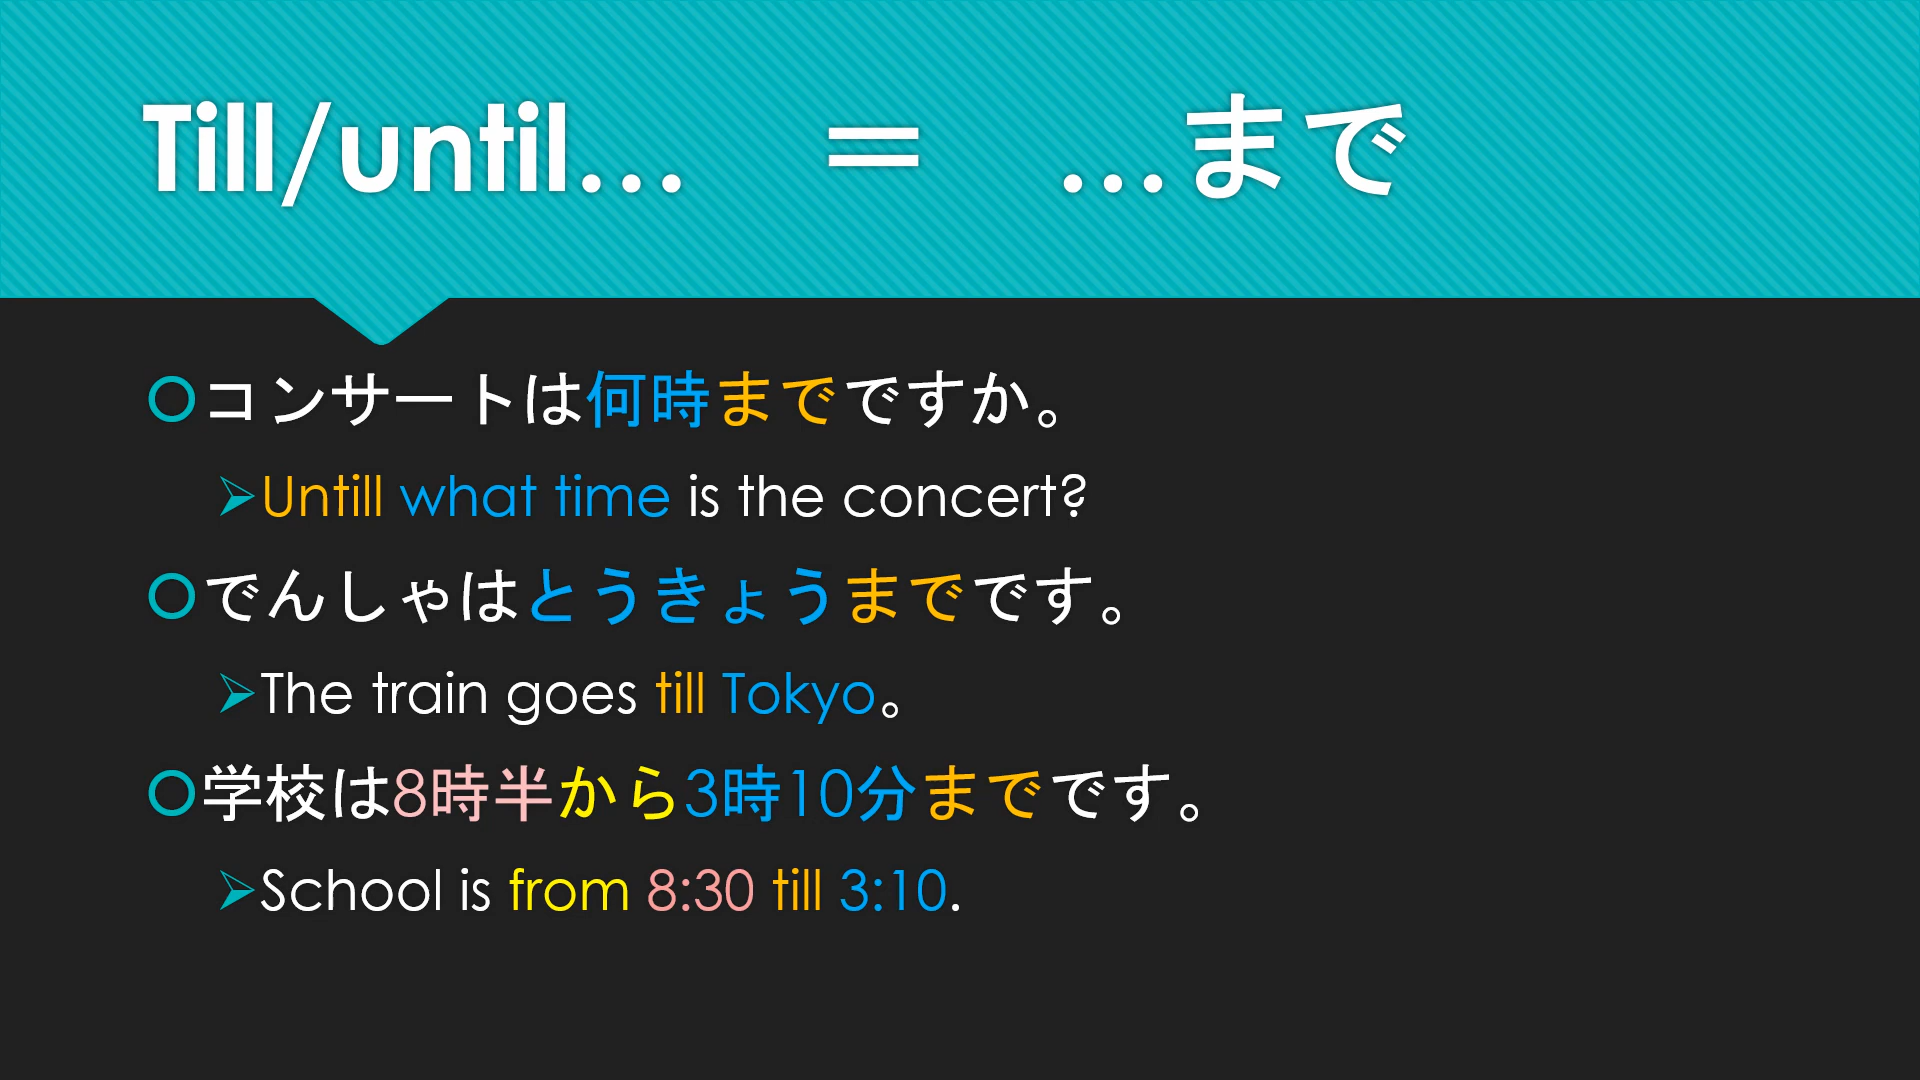 Till/until… ＝ …まで
コンサートは何時までですか。
Untill what time is the concert?
でんしゃはとうきょうまでです。
The train goes till Tokyo。
学校は8時半から3時10分までです。
School is from 8:30 till 3:10.